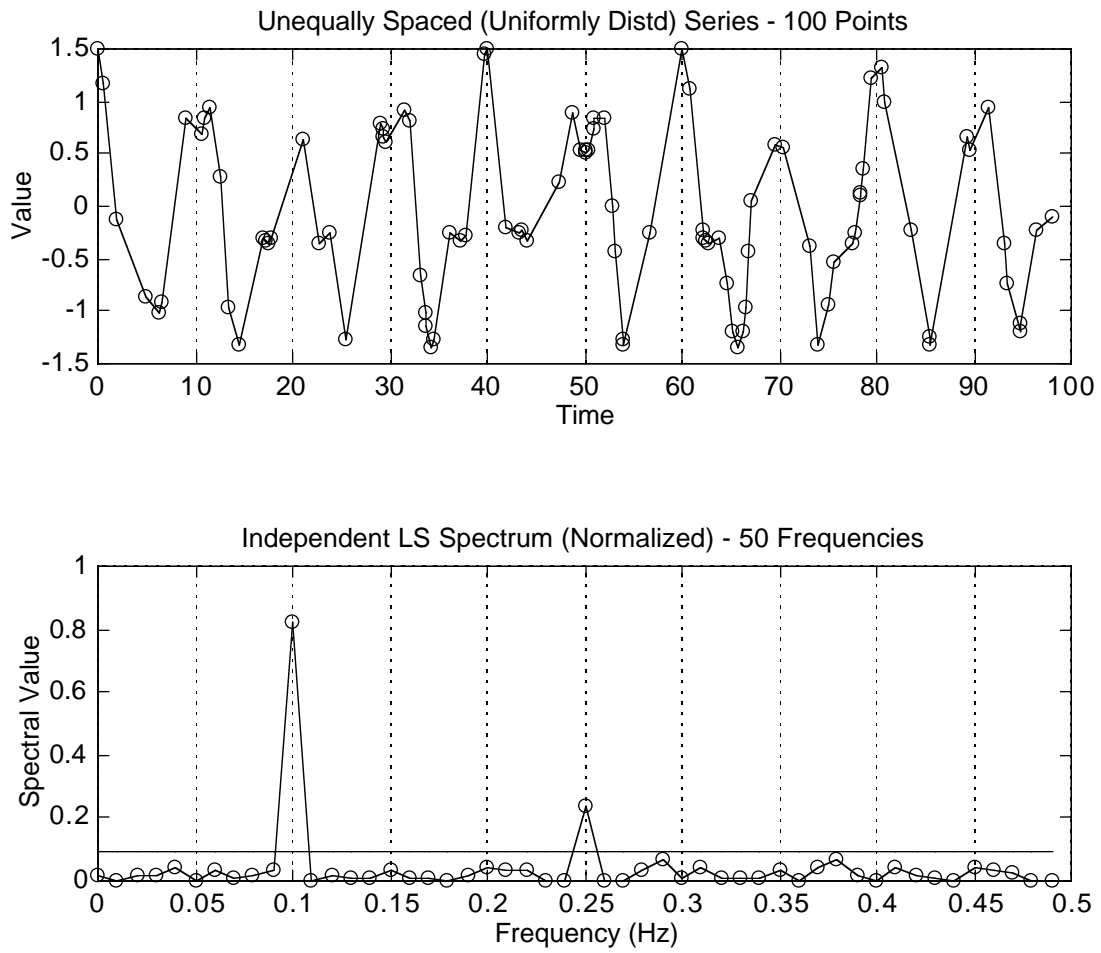 Unequally Spaced (Uniformly Distd) Series - 100 Points
1.5
1
0.5
0
-0.5
-1
-1.5
Value
0 10 20 30 40 50 60 70 80 90 100
Time
Independent LS Spectrum (Normalized) - 50 Frequencies
1
0.8
0.6
0.4
0.2
0
Spectral Value
0 0.05 0.1 0.15 0.2 0.25 0.3 0.35 0.4 0.45 0.5
Frequency (Hz)